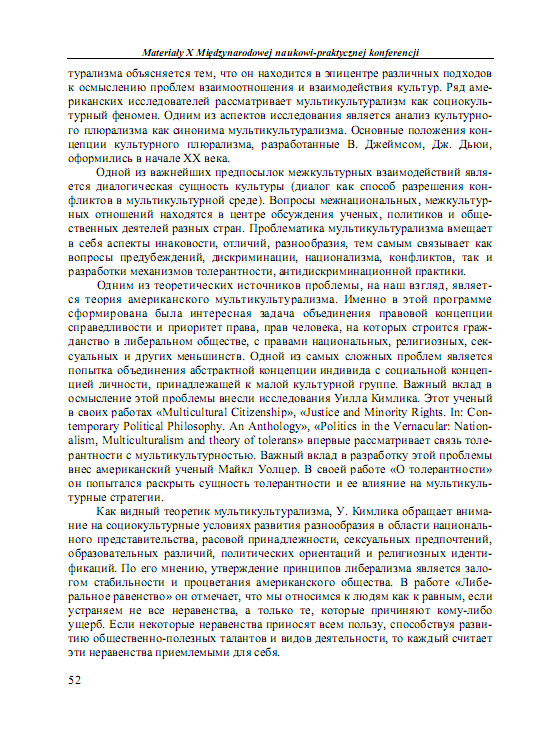 Materiały X Międzynarodowej naukowi-praktycznej konferencji
турализма объясняется тем, что он находится в эпицентре различных подходов
к осмыслению проблем взаимоотношения и взаимодействия культур. Ряд аме-
риканских исследователей рассматривает мультикультурализм как социокуль-
турный феномен. Одним из аспектов исследования является анализ культурно-
го плюрализма как синонима мультикультурализма. Основные положения кон-
цепции культурного плюрализма, разработанные В. Джеймсом, Дж. Дьюи,
оформились в начале XX века.
Одной из важнейших предпосылок межкультурных взаимодействий явля-
ется диалогическая сущность культуры (диалог как способ разрешения кон-
фликтов в мультикультурной среде). Вопросы межнациональных, межкультур-
ных отношений находятся в центре обсуждения ученых, политиков и обще-
ственных деятелей разных стран. Проблематика мультикультурализма вмещает
в себя аспекты инаковости, отличий, разнообразия, тем самым связывает как
вопросы предубеждений, дискриминации, национализма, конфликтов, так и
разработки механизмов толерантности, антидискриминационной практики.
Одним из теоретических источников проблемы, на наш взгляд, являет-
ся теория американского мультикультурализма. Именно в этой программе
сформирована была интересная задача объединения правовой концепции
справедливости и приоритет права, прав человека, на которых строится граж-
данство в либеральном обществе, с правами национальных, религиозных, сек-
суальных и других меньшинств. Одной из самых сложных проблем является
попытка объединения абстрактной концепции индивида с социальной концеп-
цией личности, принадлежащей к малой культурной группе. Важный вклад в
осмысление этой проблемы внесли исследования Уилла Кимлика. Этот ученый
в своих работах «Multicultural Citizenship», «Justice and Minority Rights. In: Con-
temporary Political Philosophy. An Anthology», «Politics in the Vernacular: Nation-
alism, Multiculturalism and theory of tolerans» впервые рассматривает связь толе-
рантности с мультикультурностью. Важный вклад в разработку этой проблемы
внес американский ученый Майкл Уолцер. В своей работе «О толерантности»
он попытался раскрыть сущность толерантности и ее влияние на мультикуль-
турные стратегии.
Как видный теоретик мультикультурализма, У. Кимлика обращает внима-
ние на социокультурные условиях развития разнообразия в области националь-
ного представительства, расовой принадлежности, сексуальных предпочтений,
образовательных различий, политических ориентаций и религиозных иденти-
фикаций. По его мнению, утверждение принципов либерализма является зало-
гом стабильности и процветания американского общества. В работе «Либе-
ральное равенство» он отмечает, что мы относимся к людям как к равным, если
устраняем не все неравенства, а только те, которые причиняют кому-либо
ущерб. Если некоторые неравенства приносят всем пользу, способствуя разви-
тию общественно-полезных талантов и видов деятельности, то каждый считает
эти неравенства приемлемыми для себя.
52